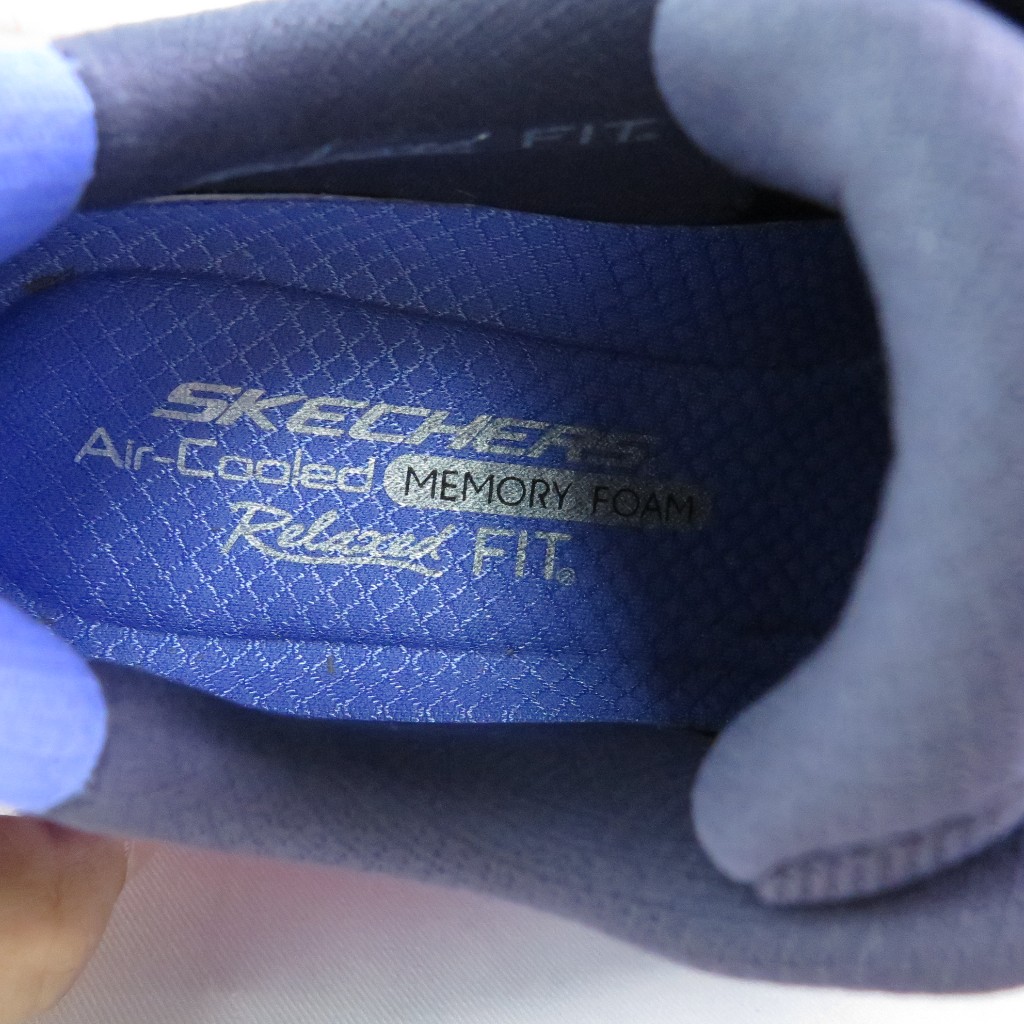 FIT.
SKECHERS
Air-Cooled MEMORY FOAM
Relaxed FIT®